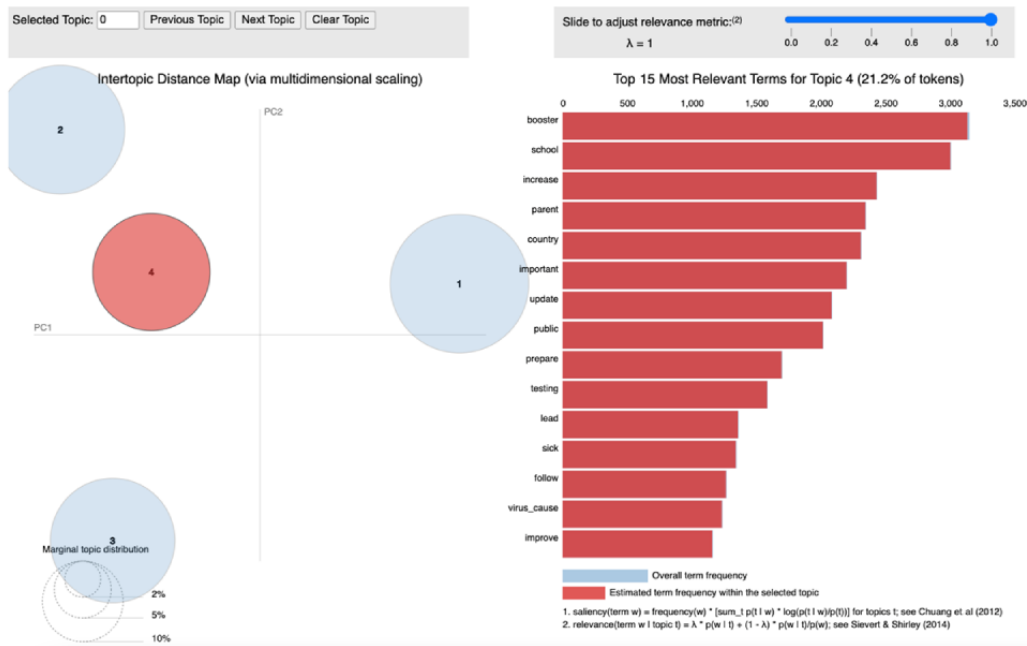 Selected Topic: 0 Previous Topic Next Topic Clear Topic
Slide to adjust relevance metric:(2)
λ = 1
0.0 0.2 0.4 0.6 0.8 1.0
Intertopic Distance Map (via multidimensional scaling)
PC2
PC1
2
4
1
3
Marginal topic distribution
2%
5%
10%
Top 15 Most Relevant Terms for Topic 4 (21.2% of tokens)
0 500 1,000 1,500 2,000 2,500 3,000 3,500
booster
school
increase
parent
country
important
update
public
prepare
testing
lead
sick
follow
virus_cause
improve
Overall term frequency
Estimated term frequency within the selected topic
1. saliency(term w) = frequency(w) * [sum_t p(t | w) * log(p(t | w)/p(t))] for topics t; see Chuang et. al (2012)
2. relevance(term w | topic t) = λ * p(w | t) + (1 - λ) * p(w | t)/p(w); see Sievert & Shirley (2014)